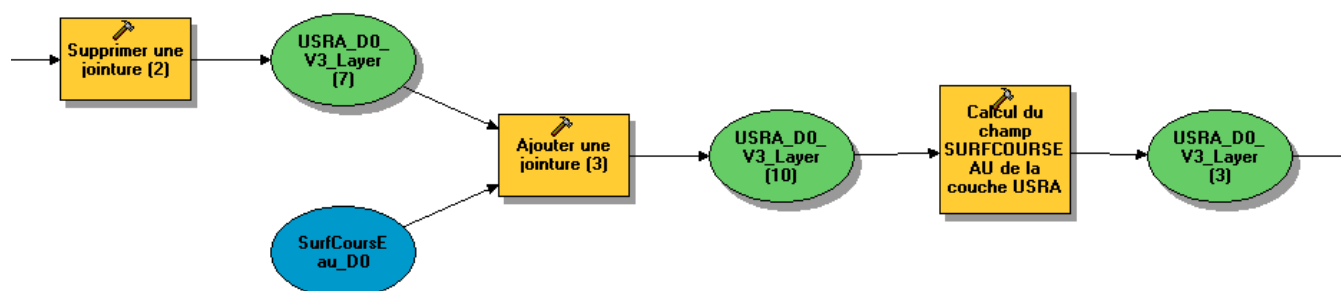 Supprimer une
jointure (2)
USRA_D0_
V3_Layer
(7)
SurfCoursE
au_D0
Ajouter une
jointure (3)
USRA_D0_
V3_Layer
(10)
Calcul du
champ
SURFCOURSE
AU de la
couche USRA
USRA_D0_
V3_Layer
(3)